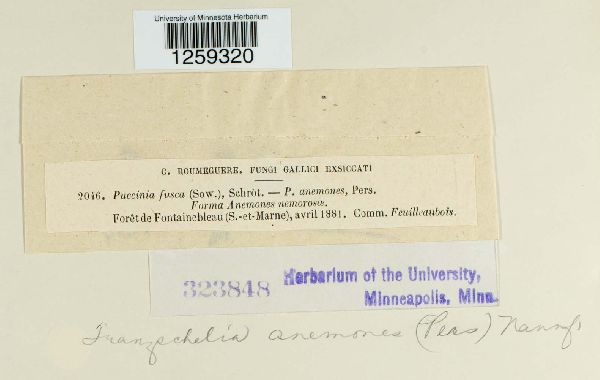 University of Minnesota Herbarium
1259320
C. ROUMEGUERE. FUNGI GALLICI EXSICCATI
2046. Puccinia fusca (Sow.), Schröt. — P. anemones, Pers.
Forma Anemones nemorosæ.
Forêt de Fontainebleau (S.-et-Marne), avril 1881. Comm. Feuilleaubois.
323848
Herbarium of the University,
Minneapolis, Minn.
Tranzschelia anemones (Pers) Nannf.